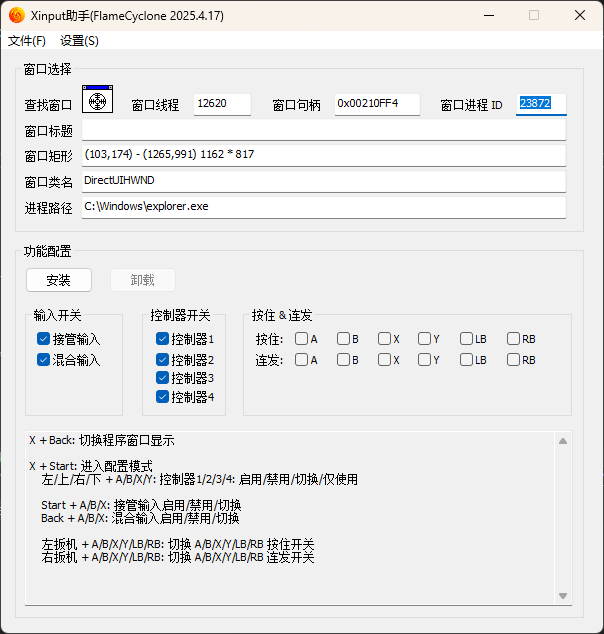 Xinput助手(FlameCyclone 2025.4.17)
文件(F) 设置(S)
窗口选择
查找窗口 窗口线程 12620 窗口句柄 0x00210FF4 窗口进程 ID 23872
窗口标题
窗口矩形 (103,174) - (1265,991) 1162 * 817
窗口类名 DirectUIHWND
进程路径 C:\Windows\explorer.exe
功能配置
安装 卸载
输入开关 控制器开关 按住 & 连发
接管输入 控制器1 按住: A B X Y LB RB
混合输入 控制器2 连发: A B X Y LB RB
控制器3
控制器4
X + Back: 切换程序窗口显示
X + Start: 进入配置模式
左/上/右/下 + A/B/X/Y: 控制器1/2/3/4: 启用/禁用/切换/仅使用
Start + A/B/X: 接管输入启用/禁用/切换
Back + A/B/X: 混合输入启用/禁用/切换
左扳机 + A/B/X/Y/LB/RB: 切换 A/B/X/Y/LB/RB 按住开关
右扳机 + A/B/X/Y/LB/RB: 切换 A/B/X/Y/LB/RB 连发开关